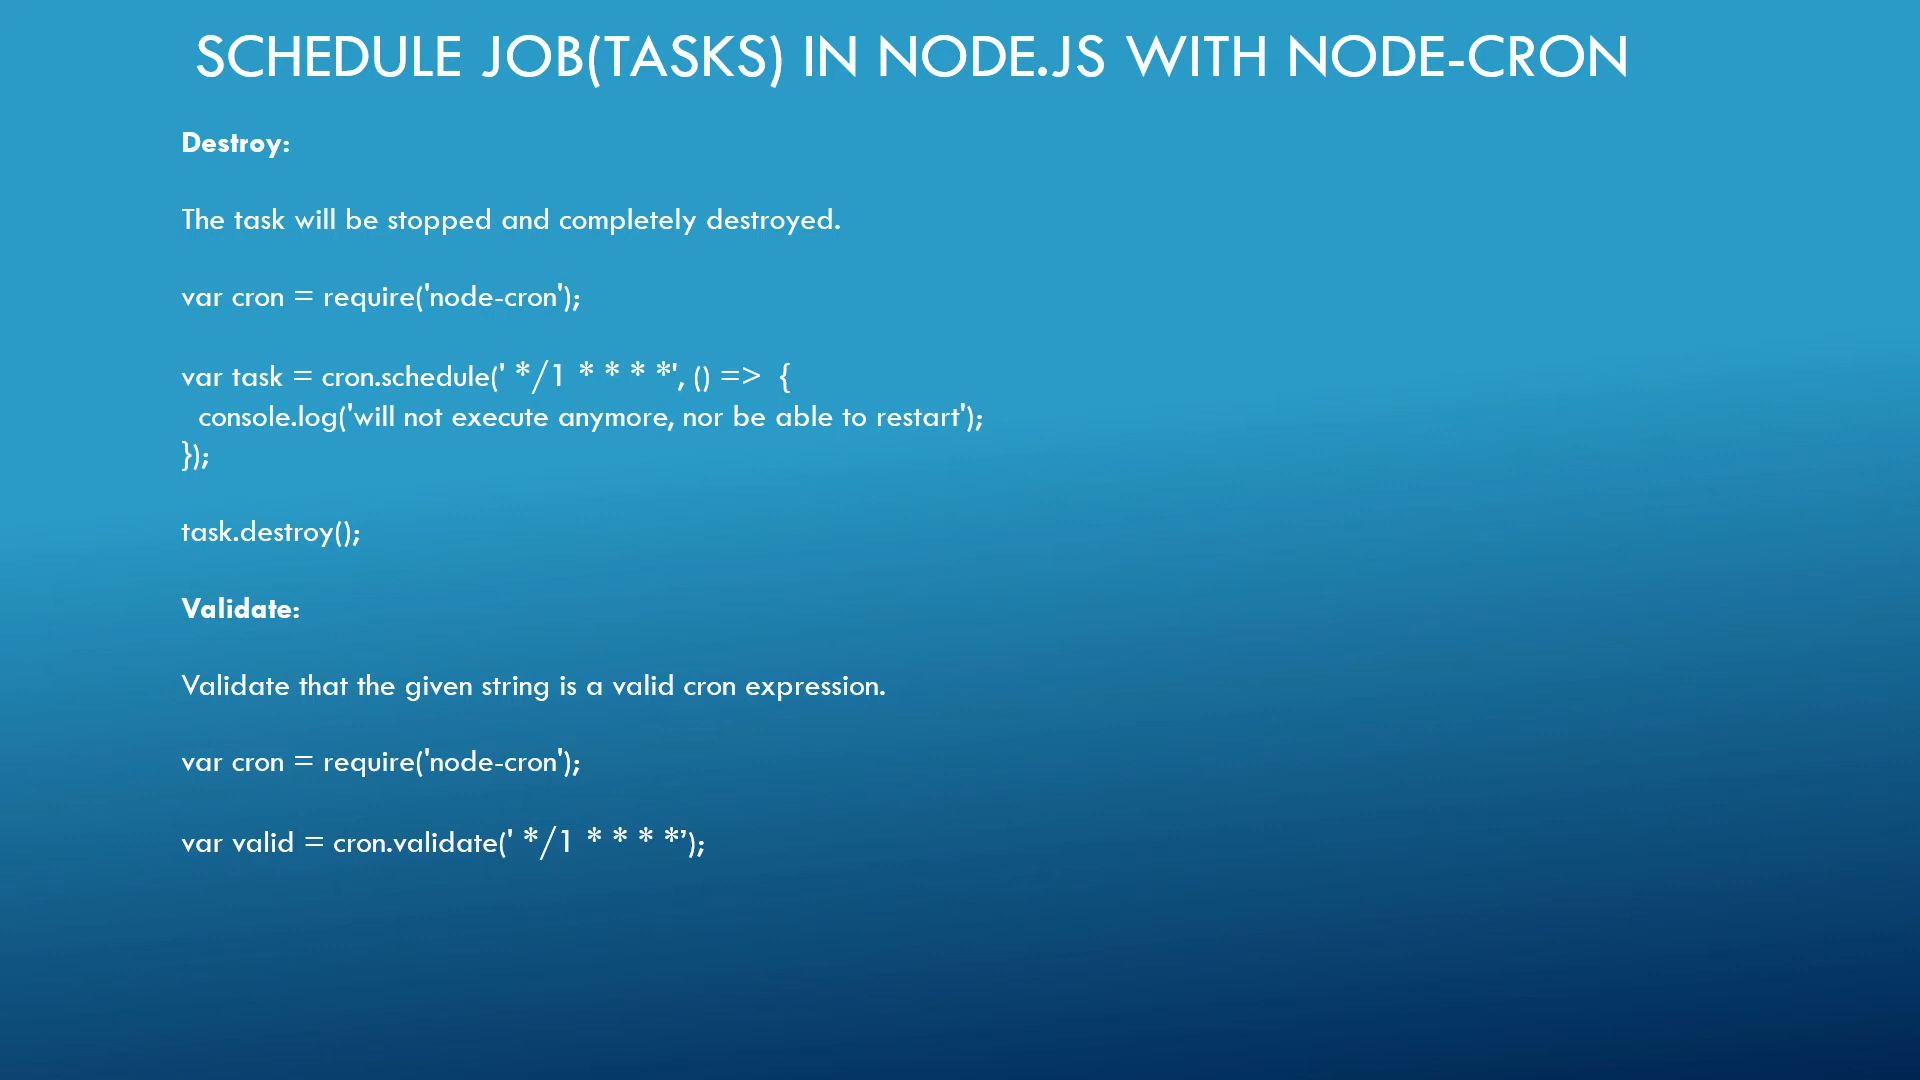 SCHEDULE JOB(TASKS) IN NODE.JS WITH NODE-CRON
Destroy:
The task will be stopped and completely destroyed.
var cron = require('node-cron');
var task = cron.schedule(' */1 * * * *', () =>  {
  console.log('will not execute anymore, nor be able to restart');
});
task.destroy();
Validate:
Validate that the given string is a valid cron expression.
var cron = require('node-cron');
var valid = cron.validate(' */1 * * * *’);